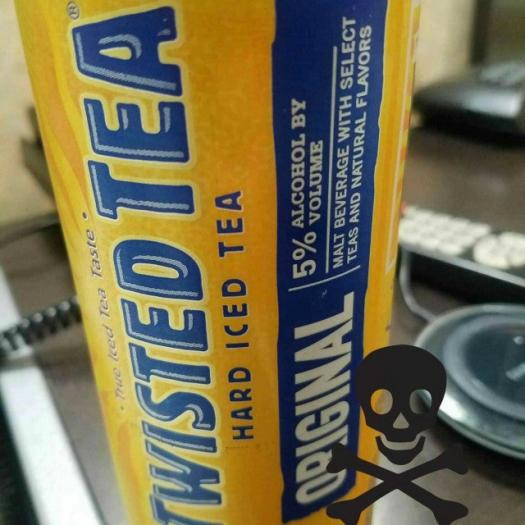 TWISTED TEA®
• True Iced Tea Taste •
HARD ICED TEA
ORIGINAL
5% ALCOHOL BY
VOLUME
MALT BEVERAGE WITH SELECT
TEAS AND NATURAL FLAVORS